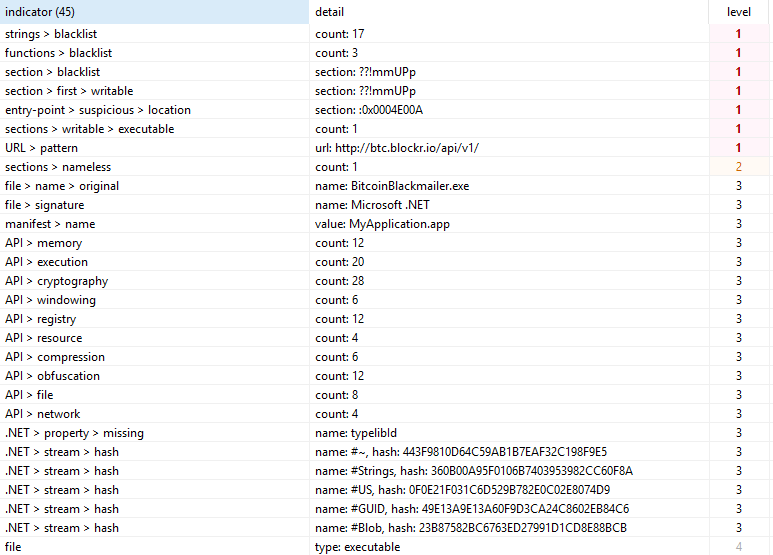 indicator (45) detail level
strings > blacklist count: 17 1
functions > blacklist count: 3 1
section > blacklist section: ??!mmUPp 1
section > first > writable section: ??!mmUPp 1
entry-point > suspicious > location section: :0x0004E00A 1
sections > writable > executable count: 1 1
URL > pattern url: http://btc.blockr.io/api/v1/ 1
sections > nameless count: 1 2
file > name > original name: BitcoinBlackmailer.exe 3
file > signature name: Microsoft .NET 3
manifest > name value: MyApplication.app 3
API > memory count: 12 3
API > execution count: 20 3
API > cryptography count: 28 3
API > windowing count: 6 3
API > registry count: 12 3
API > resource count: 4 3
API > compression count: 6 3
API > obfuscation count: 12 3
API > file count: 8 3
API > network count: 4 3
.NET > property > missing name: typelibId 3
.NET > stream > hash name: #~, hash: 443F9810D64C59AB1B7EAF32C198F9E5 3
.NET > stream > hash name: #Strings, hash: 360B00A95F0106B7403953982CC60F8A 3
.NET > stream > hash name: #US, hash: 0F0E21F031C6D529B782E0C02E8074D9 3
.NET > stream > hash name: #GUID, hash: 49E13A9E13A60F9D3CA24C8602EB84C6 3
.NET > stream > hash name: #Blob, hash: 23B87582BC6763ED27991D1CD8E88BCB 3
file type: executable 4